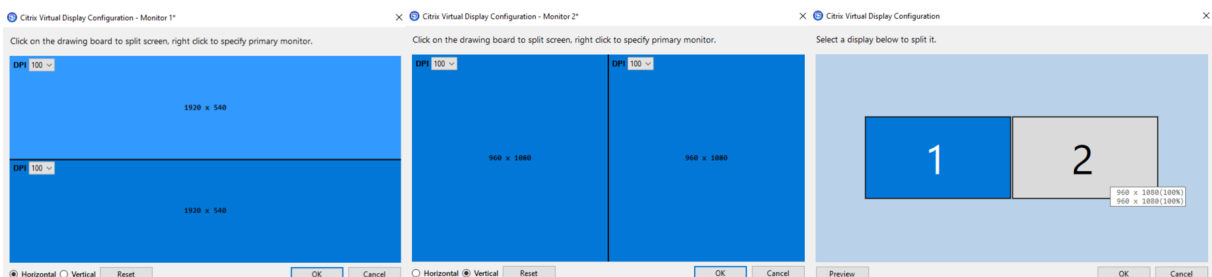 Citrix Virtual Display Configuration - Monitor 1*
Click on the drawing board to split screen, right click to specify primary monitor.
DPI 100
1920 x 540
DPI 100
1920 x 540
Horizontal Vertical Reset OK Cancel
Citrix Virtual Display Configuration - Monitor 2*
Click on the drawing board to split screen, right click to specify primary monitor.
DPI 100 DPI 100
960 x 1080 960 x 1080
Horizontal Vertical Reset OK Cancel
Citrix Virtual Display Configuration
Select a display below to split it.
1 2
960 x 1080(100%)
960 x 1080(100%)
Preview OK Cancel